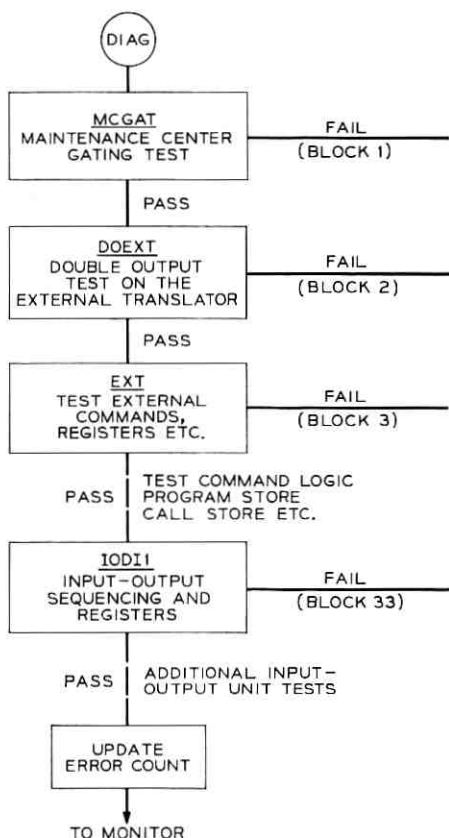 DIAG
MCGAT
MAINTENANCE CENTER
GATING TEST
FAIL
(BLOCK 1)
PASS
DOEXT
DOUBLE OUTPUT
TEST ON THE
EXTERNAL TRANSLATOR
FAIL
(BLOCK 2)
PASS
EXT
TEST EXTERNAL
COMMANDS,
REGISTERS ETC.
FAIL
(BLOCK 3)
PASS
TEST COMMAND LOGIC
PROGRAM STORE
CALL STORE ETC.
IODI1
INPUT-OUTPUT
SEQUENCING AND
REGISTERS
FAIL
(BLOCK 33)
PASS
ADDITIONAL INPUT-
OUTPUT UNIT TESTS
UPDATE
ERROR COUNT
TO MONITOR